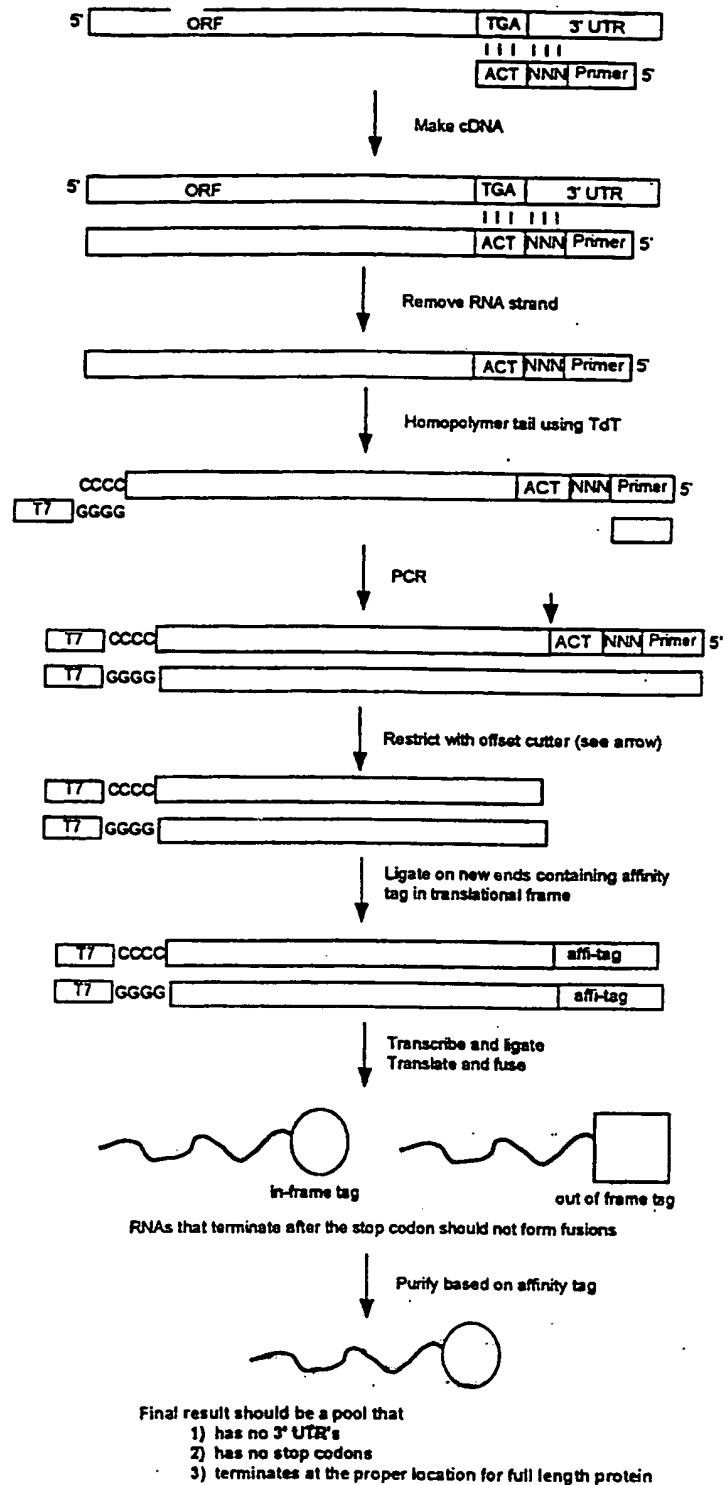 5' ORF TGA 3' UTR
ACT NNN Primer 5'
Make cDNA
5' ORF TGA 3' UTR
ACT NNN Primer 5'
Remove RNA strand
ACT NNN Primer 5'
Homopolymer tail using TdT
CCCC ACT NNN Primer 5'
T7 GGGG
PCR
T7 CCCC ACT NNN Primer 5'
T7 GGGG
Restrict with offset cutter (see arrow)
T7 CCCC
T7 GGGG
Ligate on new ends containing affinity
tag in translational frame
T7 CCCC affi-tag
T7 GGGG affi-tag
Transcribe and ligate
Translate and fuse
in-frame tag out of frame tag
RNAs that terminate after the stop codon should not form fusions
Purify based on affinity tag
Final result should be a pool that
1) has no 3' UTR's
2) has no stop codons
3) terminates at the proper location for full length protein